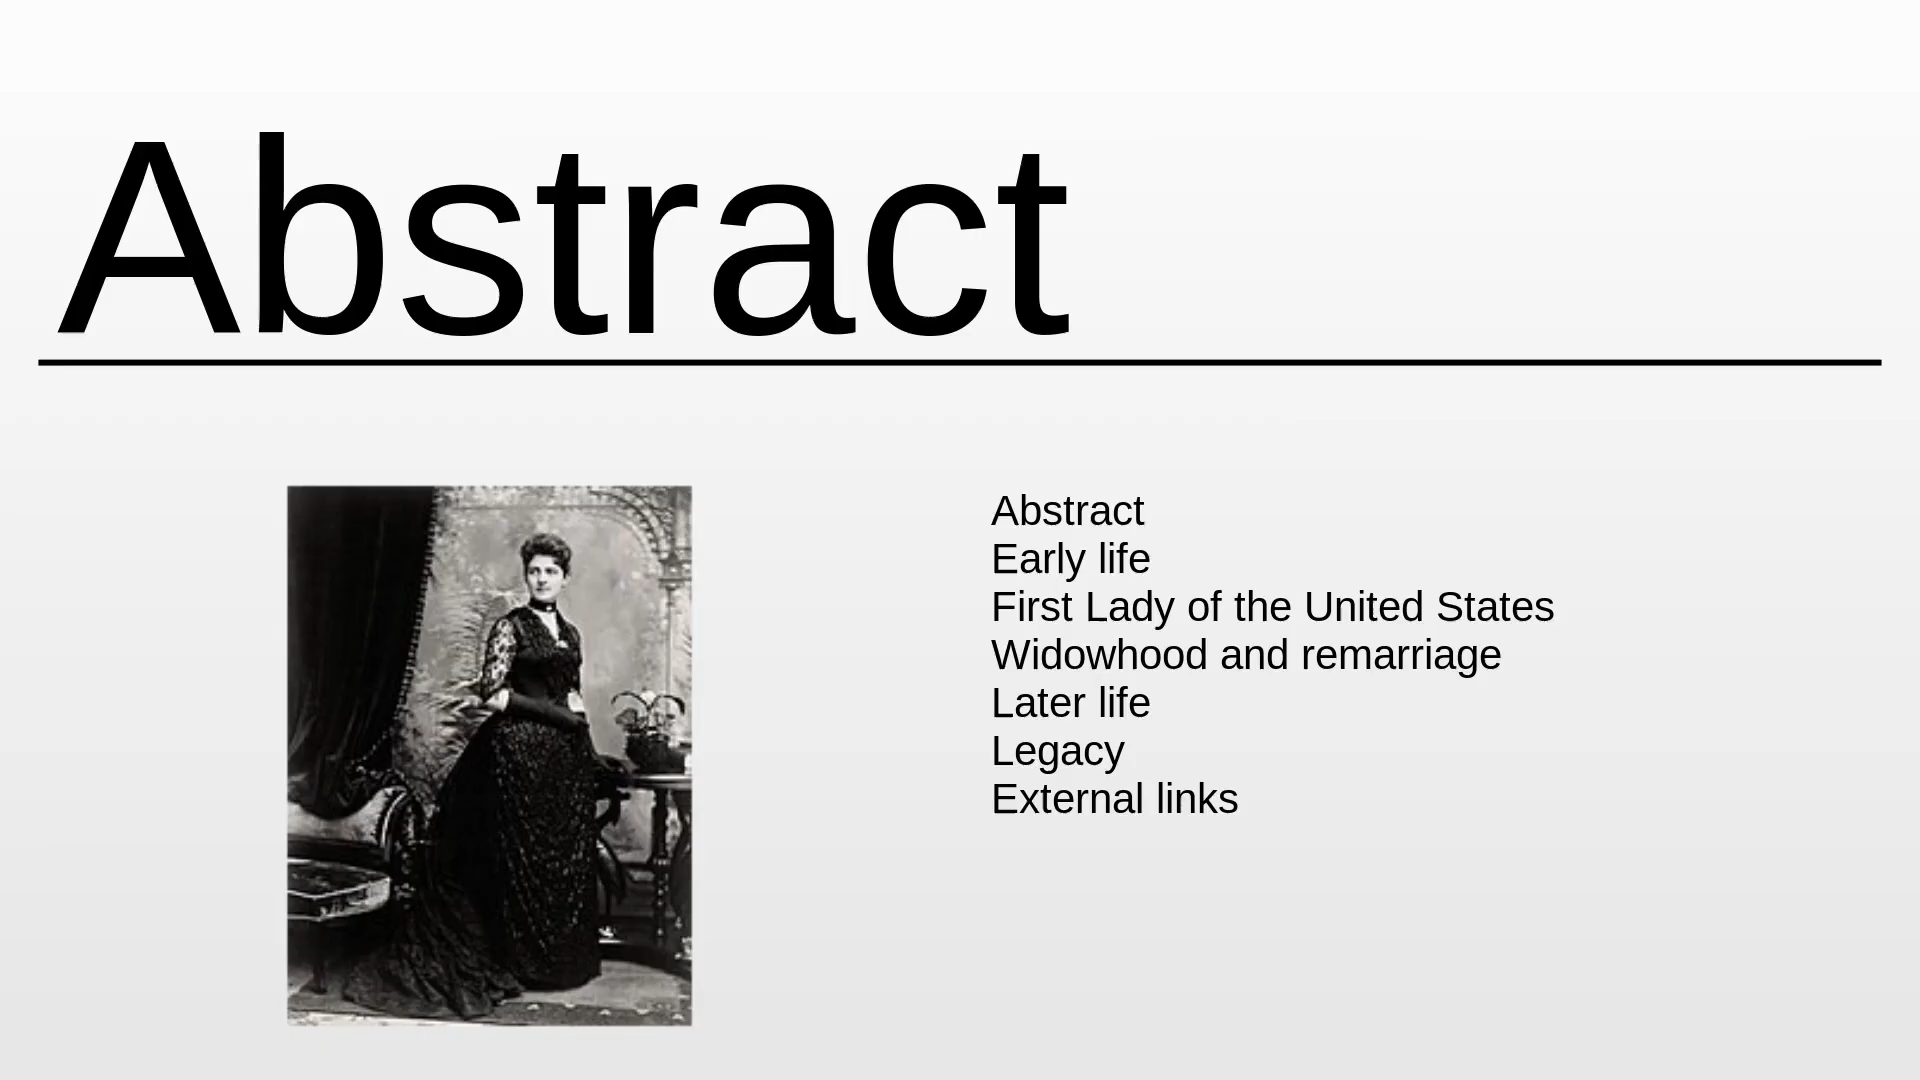 Abstract
Abstract
Early life
First Lady of the United States
Widowhood and remarriage
Later life
Legacy
External links